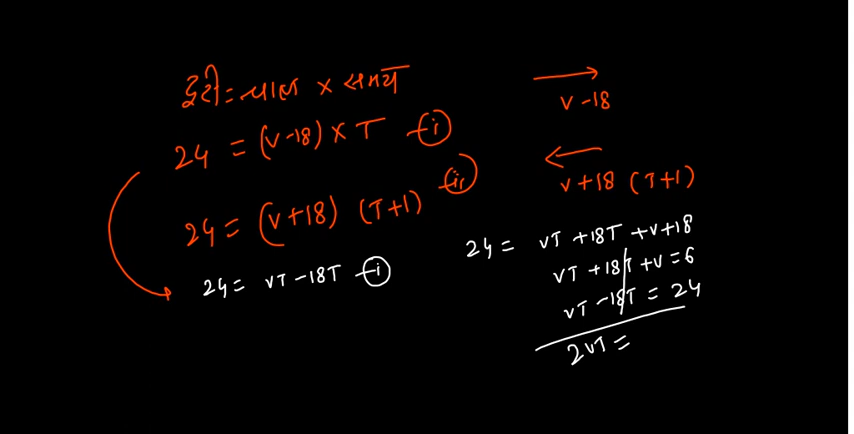 दुरी = चाल × समय
24 = (v-18) × T —(i)
24 = (v+18) (T+1) —(ii)
24 = vT - 18T —(i)
→
v-18
←
v+18 (T+1)
24 = vT + 18T + v + 18
vT + 18T + v = 6
vT - 18T = 24
2vT =